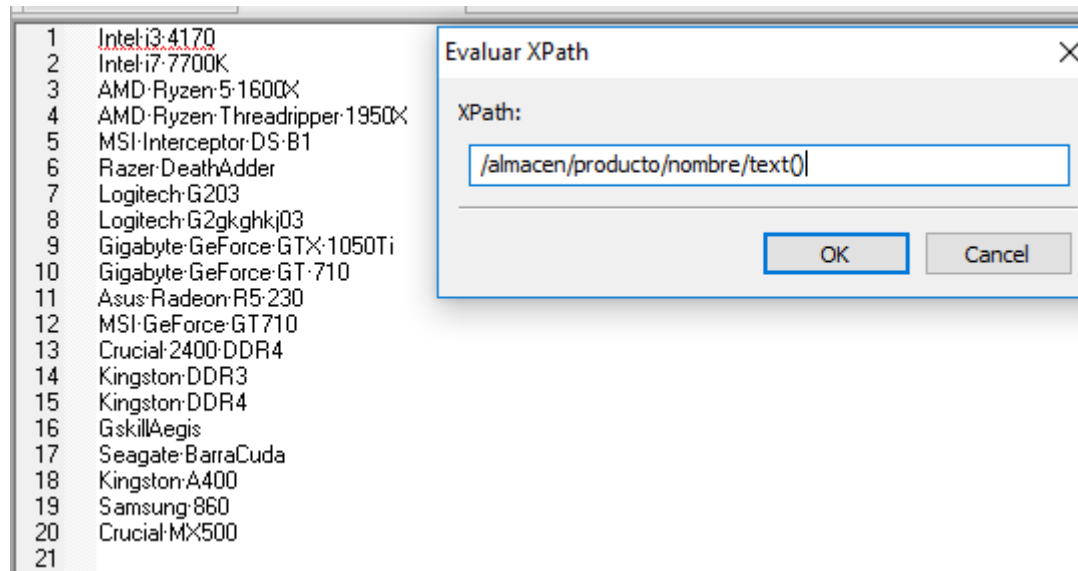 1 Intel·i3·4170
2 Intel·i7·7700K
3 AMD·Ryzen·5·1600X
4 AMD·Ryzen·Threadripper·1950X
5 MSI·Interceptor·DS·B1
6 Razer·DeathAdder
7 Logitech·G203
8 Logitech·G2gkghkj03
9 Gigabyte·GeForce·GTX·1050Ti
10 Gigabyte·GeForce·GT·710
11 Asus·Radeon·R5·230
12 MSI·GeForce·GT710
13 Crucial·2400·DDR4
14 Kingston·DDR3
15 Kingston·DDR4
16 GskillAegis
17 Seagate·BarraCuda
18 Kingston·A400
19 Samsung·860
20 Crucial·MX500
21
Evaluar XPath
XPath:
/almacen/producto/nombre/text()
OK Cancel